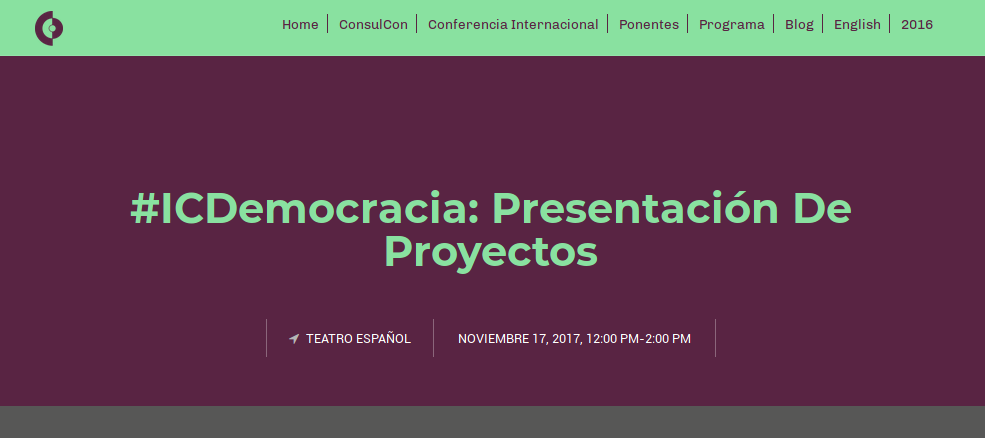 Home ConsulCon Conferencia Internacional Ponentes Programa Blog English 2016
#ICDemocracia: Presentación De
Proyectos
TEATRO ESPAÑOL NOVIEMBRE 17, 2017, 12:00 PM-2:00 PM